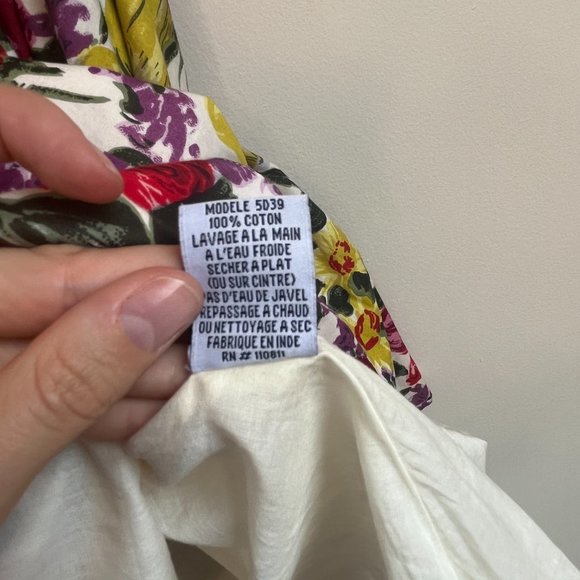 MODELE 5D39
100% COTON
LAVAGE A LA MAIN
A L'EAU FROIDE
SECHER A PLAT
(OU SUR CINTRE)
PAS D'EAU DE JAVEL
REPASSAGE A CHAUD
OU NETTOYAGE A SEC
FABRIQUE EN INDE
RN # 110811